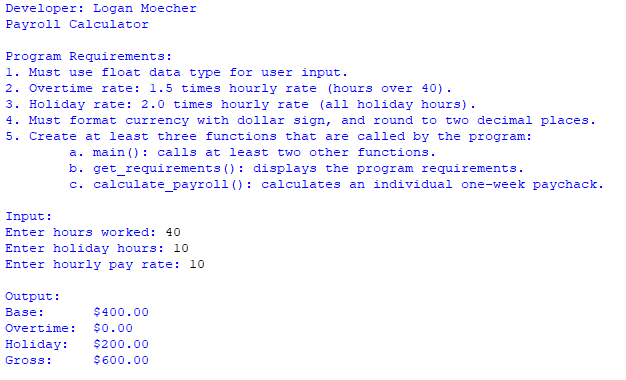 Developer: Logan Moecher
Payroll Calculator
Program Requirements:
1. Must use float data type for user input.
2. Overtime rate: 1.5 times hourly rate (hours over 40).
3. Holiday rate: 2.0 times hourly rate (all holiday hours).
4. Must format currency with dollar sign, and round to two decimal places.
5. Create at least three functions that are called by the program:
a. main(): calls at least two other functions.
b. get_requirements(): displays the program requirements.
c. calculate_payroll(): calculates an individual one-week paychack.
Input:
Enter hours worked: 40
Enter holiday hours: 10
Enter hourly pay rate: 10
Output:
Base: $400.00
Overtime: $0.00
Holiday: $200.00
Gross: $600.00